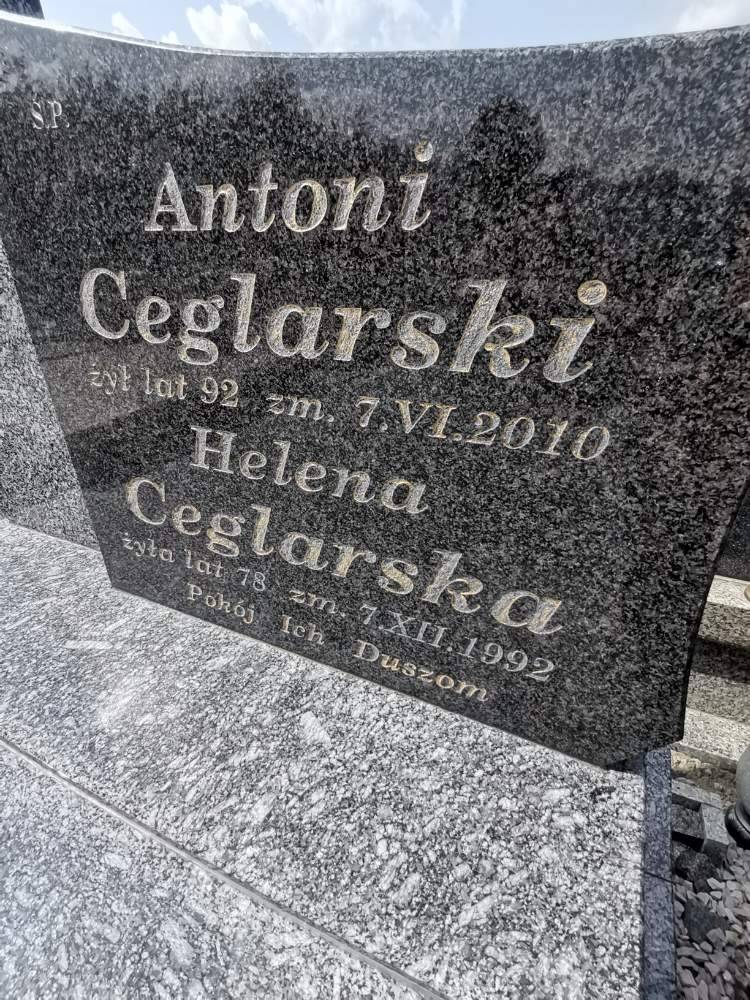 ŚP.
Antoni
Ceglarski
żył lat 92 zm. 7.VI.2010
Helena
Ceglarska
żyła lat 78 zm. 7.XII.1992
Pokój Ich Duszom